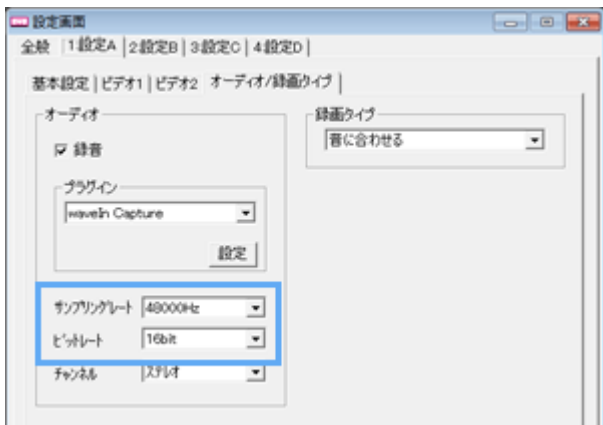 設定画面
全般 1設定A 2設定B 3設定C 4設定D
基本設定 ビデオ1 ビデオ2 オーディオ/録画タイプ
オーディオ
録音
プラグイン
waveIn Capture
設定
サンプリングレート 48000Hz
ビットレート 16bit
チャンネル ステレオ
録画タイプ
音に合わせる